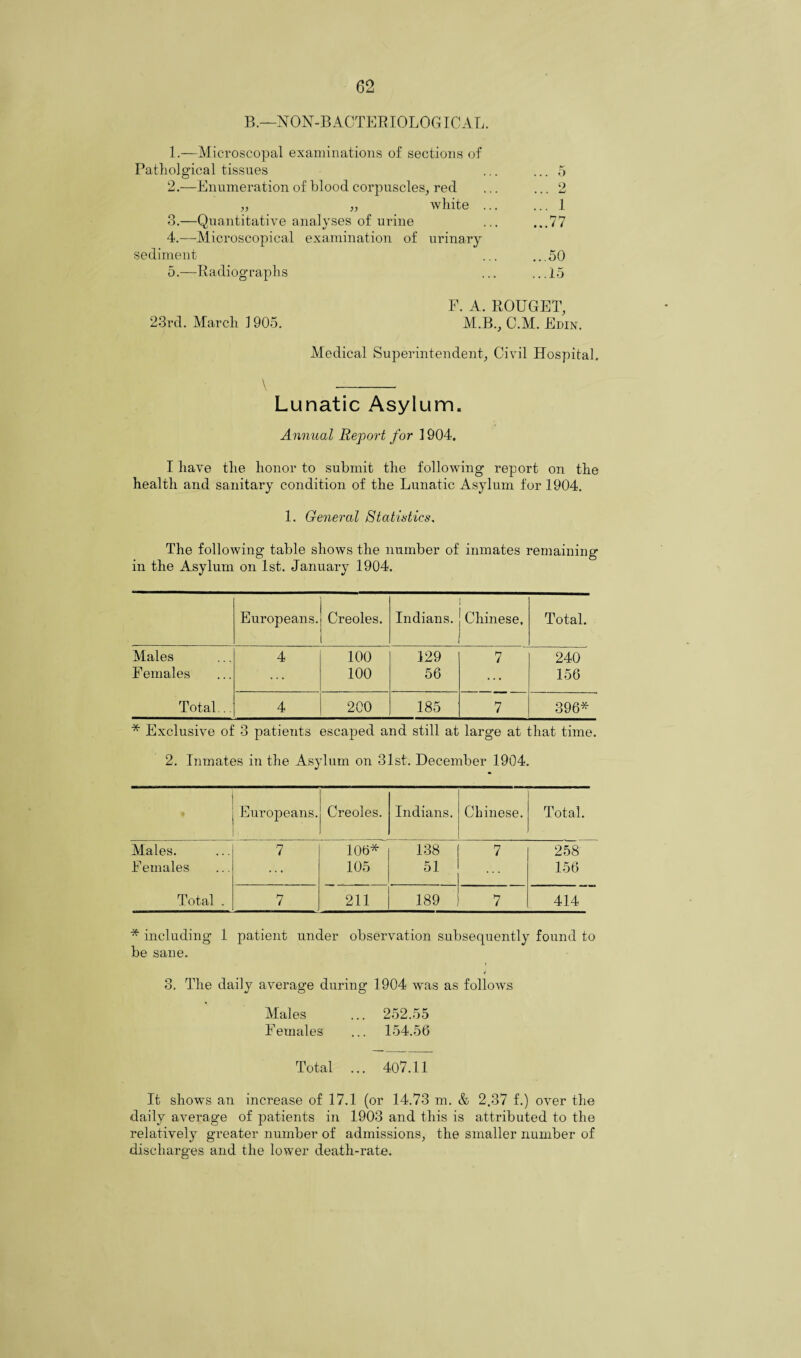 62
B.—NON-BACTERIOLOGICAL.
1.—Microscopal examinations of sections of
Patholgical tissues ... ... 5
2.—Enumeration of blood corpuscles, red ... ... 2
„ „ white ... ... 1
3.—Quantitative analyses of urine ... ...77
4.—Microscopical examination of urinary
sediment ... ...50
5.—Radiographs ... ...15
F. A. ROUGET,
23rd. March 1905. M.B., C.M. Edin.
Medical Superintendent, Civil Hospital.
Lunatic Asylum.
Annual Report for 1904.
I have the honor to submit the following report on the
health and sanitary condition of the Lunatic Asylum for 1904.
1. General Statistics.
The following table shows the number of inmates remaining
in the Asylum on 1st. January 1904.
Europeans. Creoles. Indians. Chinese. Total.
Males ... 4 100 129 7 240
Females ... ... 100 56 ... 156
Total... 4 200 185 7 396*
* Exclusive of 3 patients escaped and still at large at that time.
2. Inmates in the Asylum on 31st. December 1904.
Europeans. Creoles. Indians. Chinese. Total.
Males. ... 7 106* 138 7 258
Females ... ... 105 51 ... 156
Total . 7 211 189 7 414
* including 1 patient under observation subsequently found to
be sane.
3. The daily average during 1904 was as follows
Males ... 252.55
Females ... 154.56
Total ... 407.11
It shows an increase of 17.1 (or 14.73 m. & 2.37 f.) over the
daily average of patients in 1903 and this is attributed to the
relatively greater number of admissions, the smaller number of
discharges and the lower death-rate.